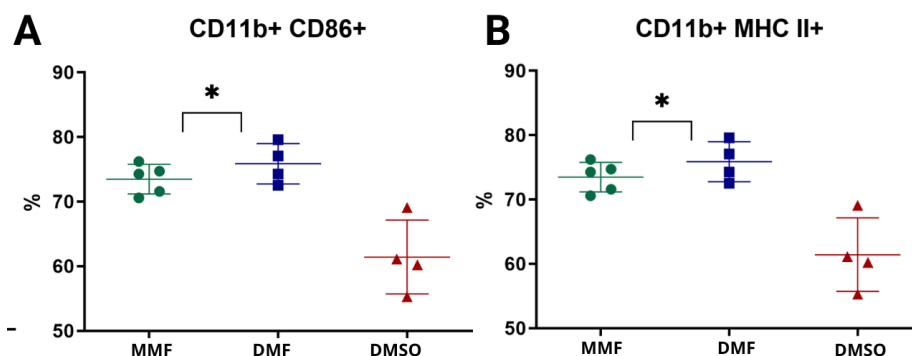 A
CD11b+ CD86+
90
80
70
60
50
%
*
MMF
DMF
DMSO
B
CD11b+ MHC II+
90
80
70
60
50
%
*
MMF
DMF
DMSO